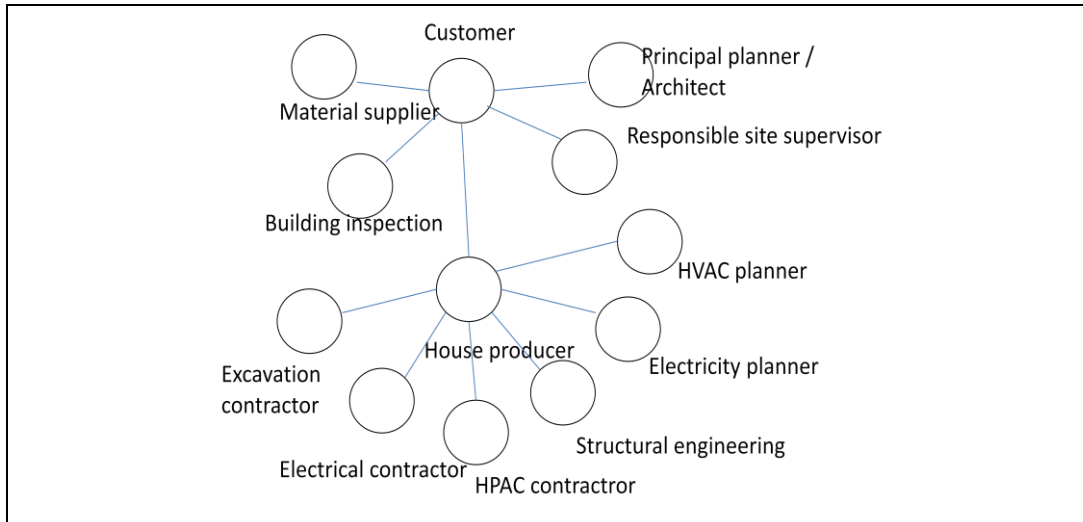 Customer
Principal planner /
Architect
Material supplier
Responsible site supervisor
Building inspection
HVAC planner
House producer
Electricity planner
Excavation
contractor
Structural engineering
Electrical contractor
HPAC contractror